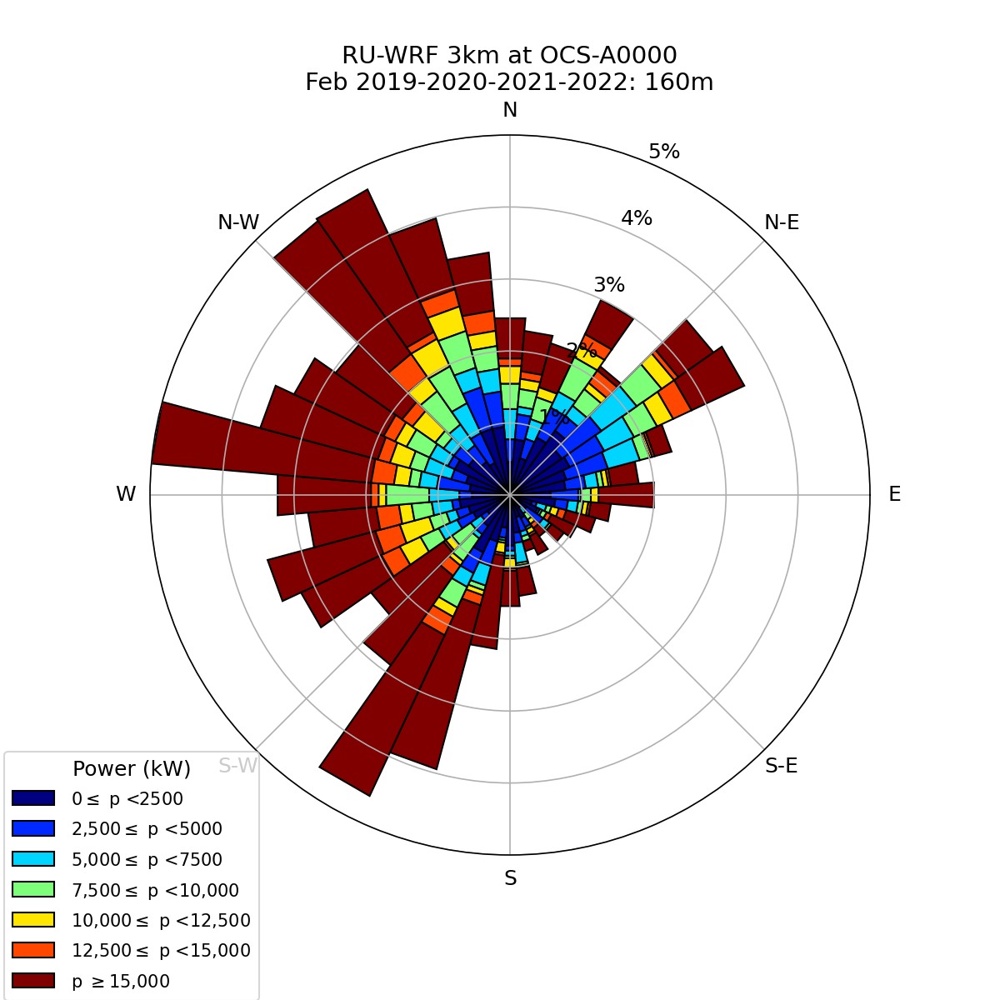 RU-WRF 3km at OCS-A0000
Feb 2019-2020-2021-2022: 160m
N
5%
N-W
4%
N-E
3%
2%
1%
W
E
S-W
S-E
S
Power (kW)
0≤ p <2500
2,500≤ p <5000
5,000≤ p <7500
7,500≤ p <10,000
10,000≤ p <12,500
12,500≤ p <15,000
p ≥15,000